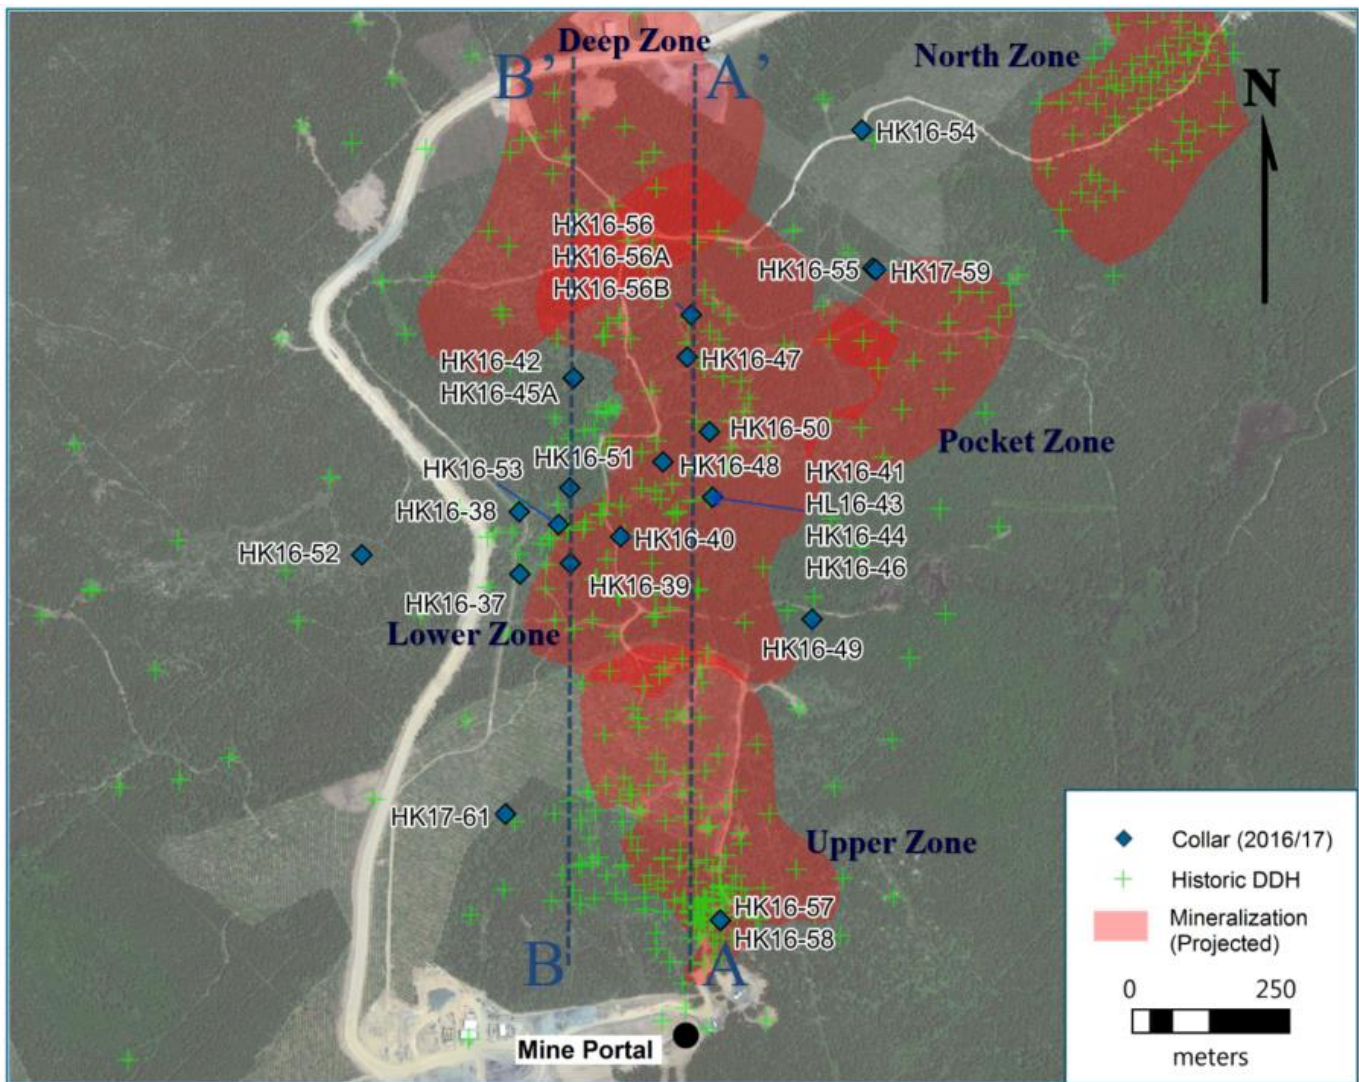 Deep Zone
B’
A’
North Zone
N
HK16-54
HK16-56
HK16-56A
HK16-56B
HK16-55
HK17-59
HK16-42
HK16-45A
HK16-47
HK16-50
Pocket Zone
HK16-53
HK16-51
HK16-48
HK16-41
HL16-43
HK16-44
HK16-46
HK16-38
HK16-52
HK16-40
HK16-39
HK16-37
Lower Zone
HK16-49
HK17-61
Upper Zone
HK16-57
HK16-58
B
A
Mine Portal
Collar (2016/17)
Historic DDH
Mineralization
(Projected)
0 250
meters